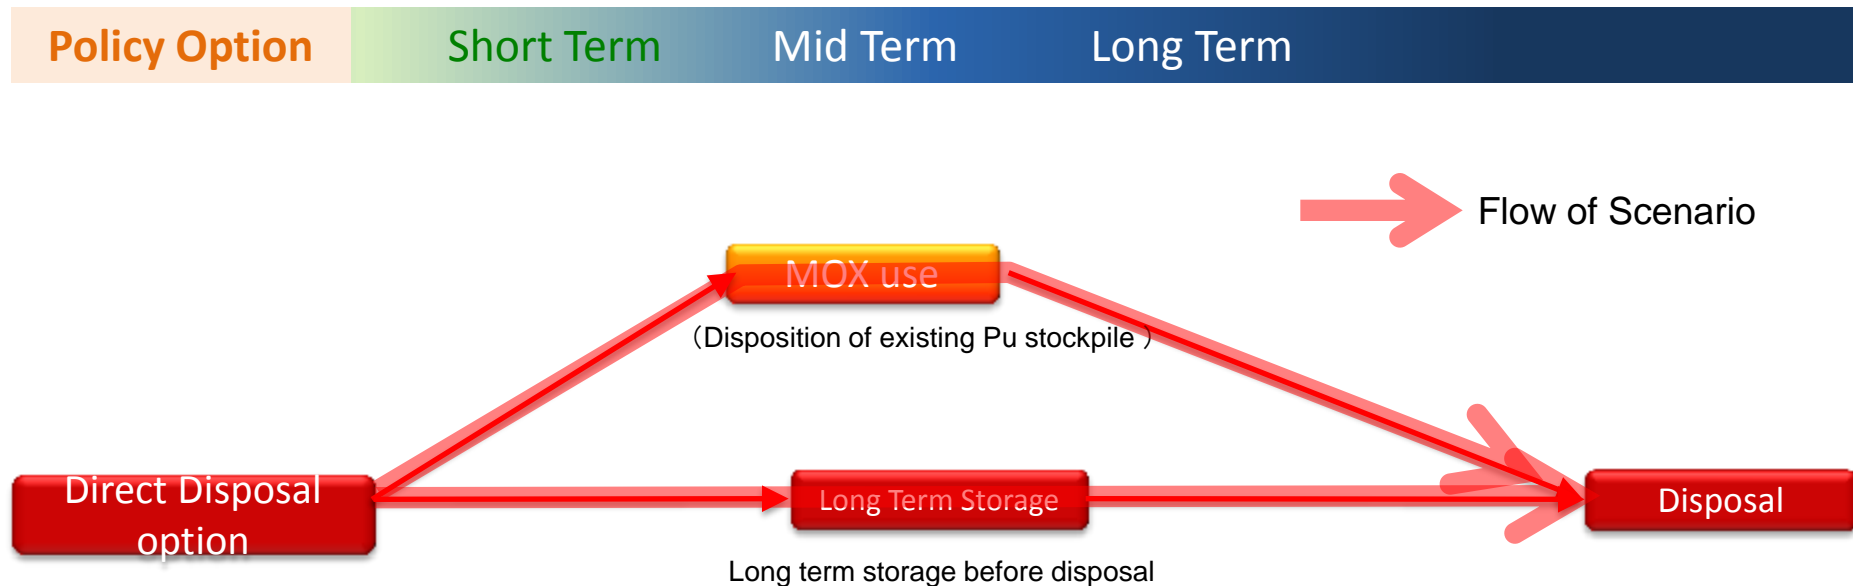 Policy Option Short Term Mid Term Long Term
Flow of Scenario
MOX use
（Disposition of existing Pu stockpile ）
Direct Disposal
option
Long Term Storage
Disposal
Long term storage before disposal